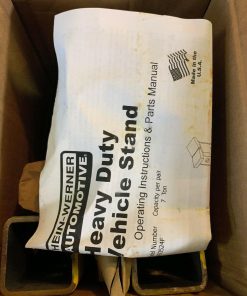 HEIN-WERNER
AUTOMOTIVE
Heavy Duty
Vehicle Stand
Operating Instructions & Parts Manual
Made in the
U.S.A.
Number
Capacity per pair
7 Ton